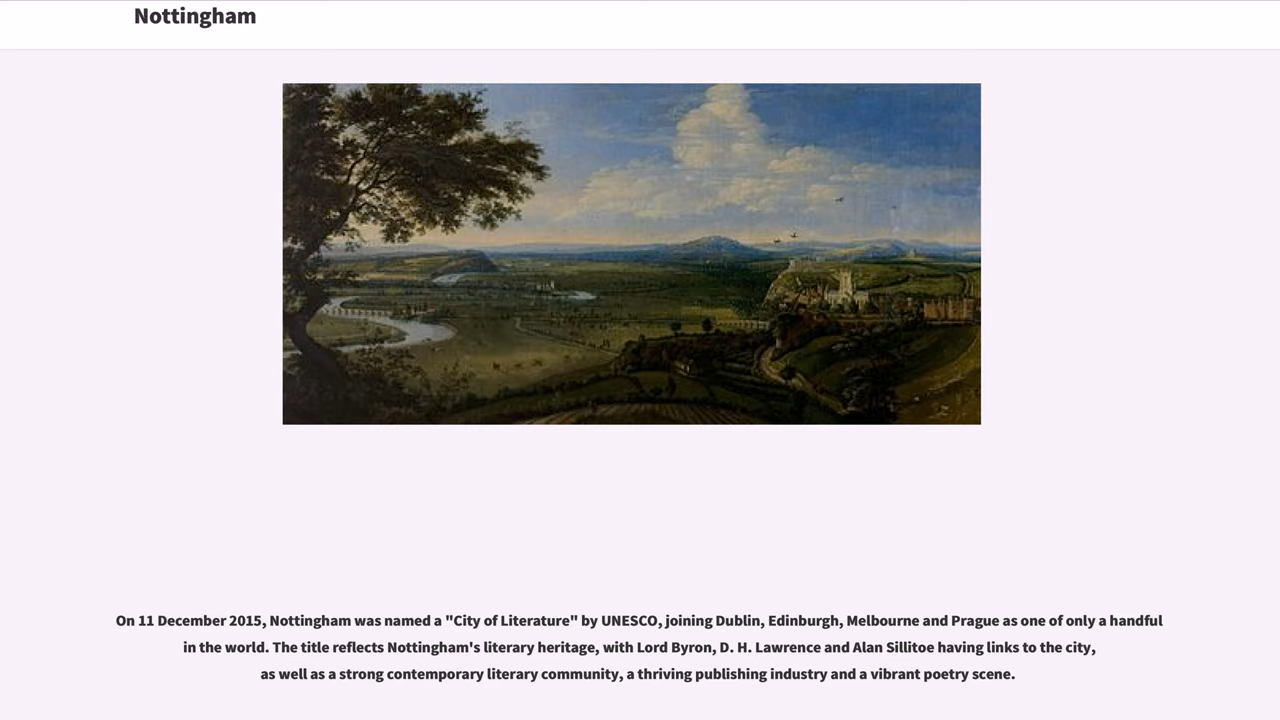 Nottingham
On 11 December 2015, Nottingham was named a "City of Literature" by UNESCO, joining Dublin, Edinburgh, Melbourne and Prague as one of only a handful
in the world. The title reflects Nottingham's literary heritage, with Lord Byron, D. H. Lawrence and Alan Sillitoe having links to the city,
as well as a strong contemporary literary community, a thriving publishing industry and a vibrant poetry scene.